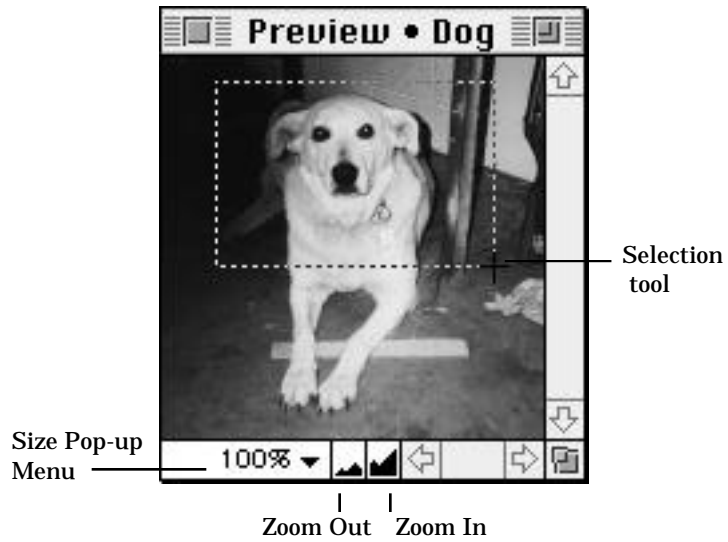 Preview • Dog
Selection
tool
Size Pop-up
Menu
100%
Zoom Out
Zoom In